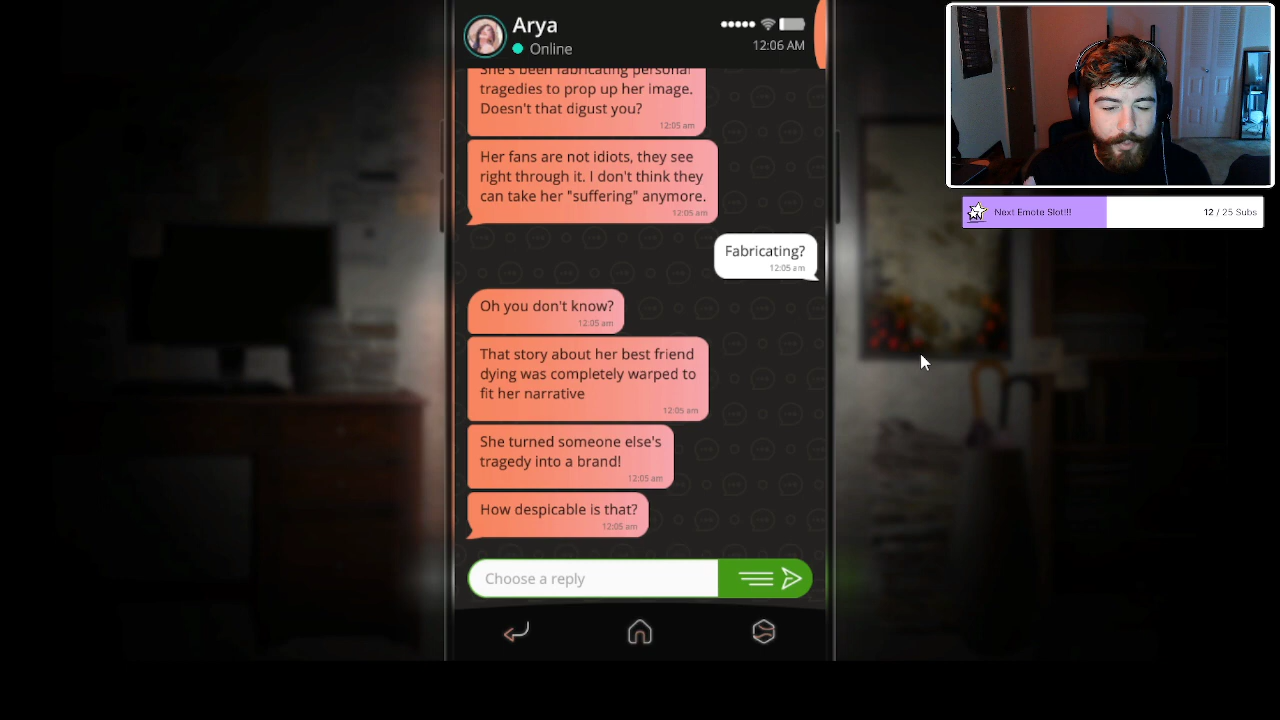 Arya
Online
12:06 AM
She's been fabricating personal
tragedies to prop up her image.
Doesn't that digust you?
12:05 am
Her fans are not idiots, they see
right through it. I don't think they
can take her "suffering" anymore.
12:05 am
Fabricating?
12:05 am
Oh you don't know?
12:05 am
That story about her best friend
dying was completely warped to
fit her narrative
12:05 am
She turned someone else's
tragedy into a brand!
12:05 am
How despicable is that?
12:05 am
Choose a reply
Next Emote Slot!!!
12 / 25 Subs